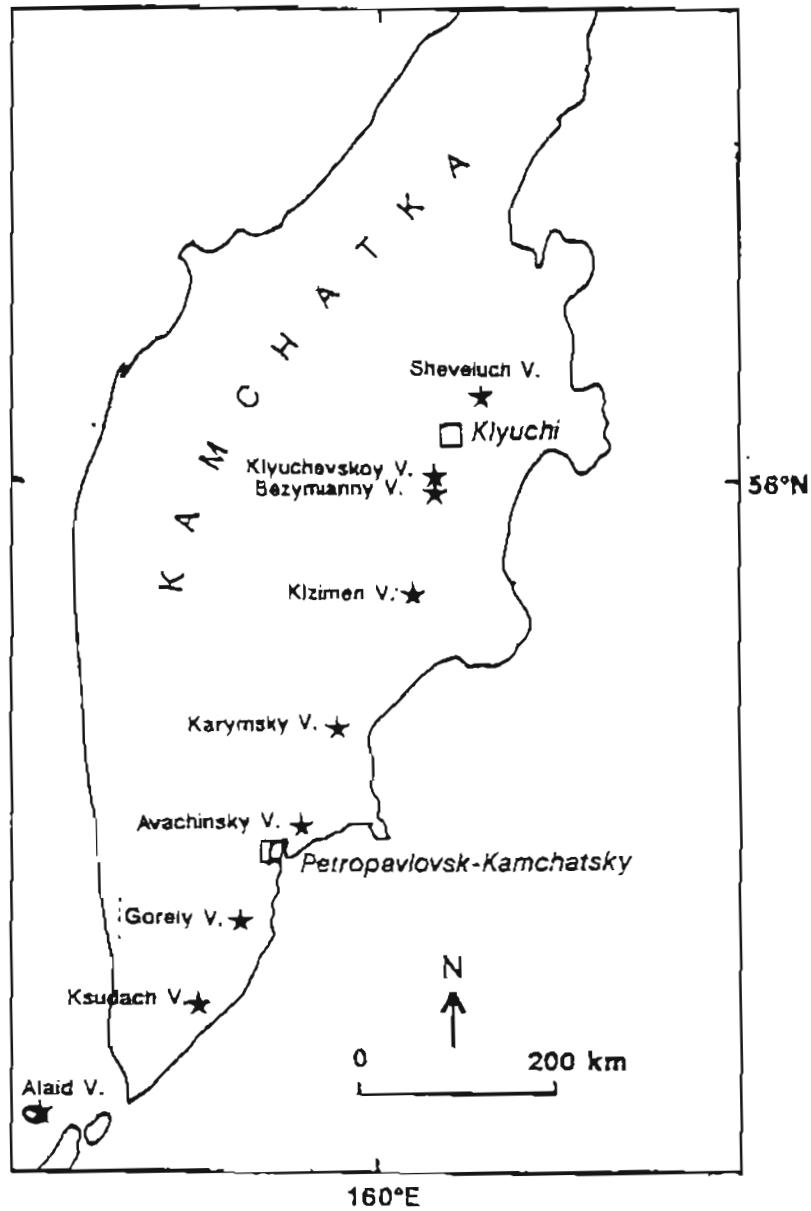 KAMCHATKA
Sheveluch V.
Klyuchi
Klyuchevskoy V.
Bezymianny V.
56°N
Kizimen V.
Karymsky V.
Avachinsky V.
Petropavlovsk-Kamchatsky
Gorely V.
N
Ksudach V.
0 200 km
Alaid V.
160°E